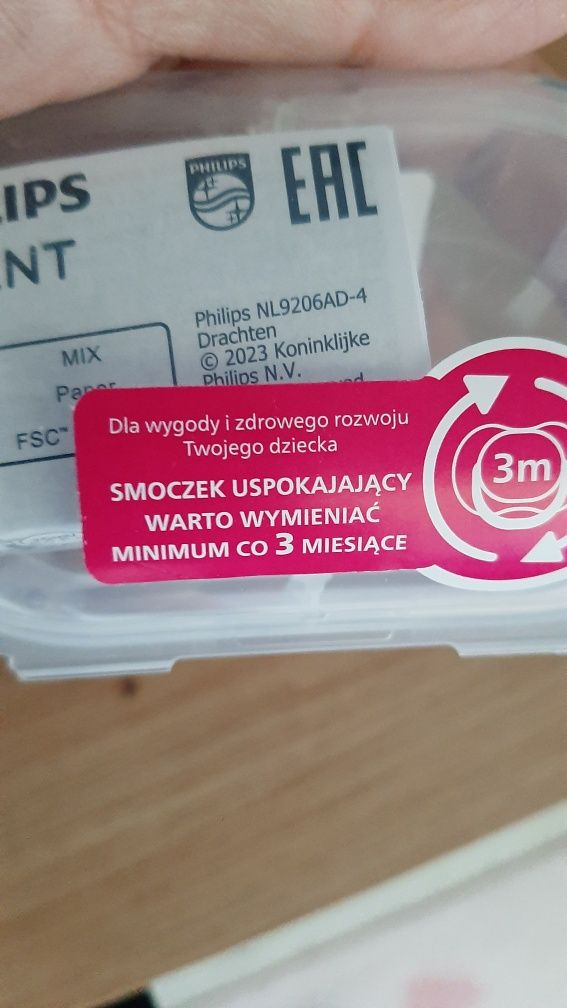 PHILIPS
EAC
IPS
NT
Philips NL9206AD-4
Drachten
© 2023 Koninklijke
Philips N.V.
MIX
FSC™
Dla wygody i zdrowego rozwoju
Twojego dziecka
SMOCZEK USPOKAJAJĄCY
WARTO WYMIENIAĆ
MINIMUM CO 3 MIESIĄCE
3m